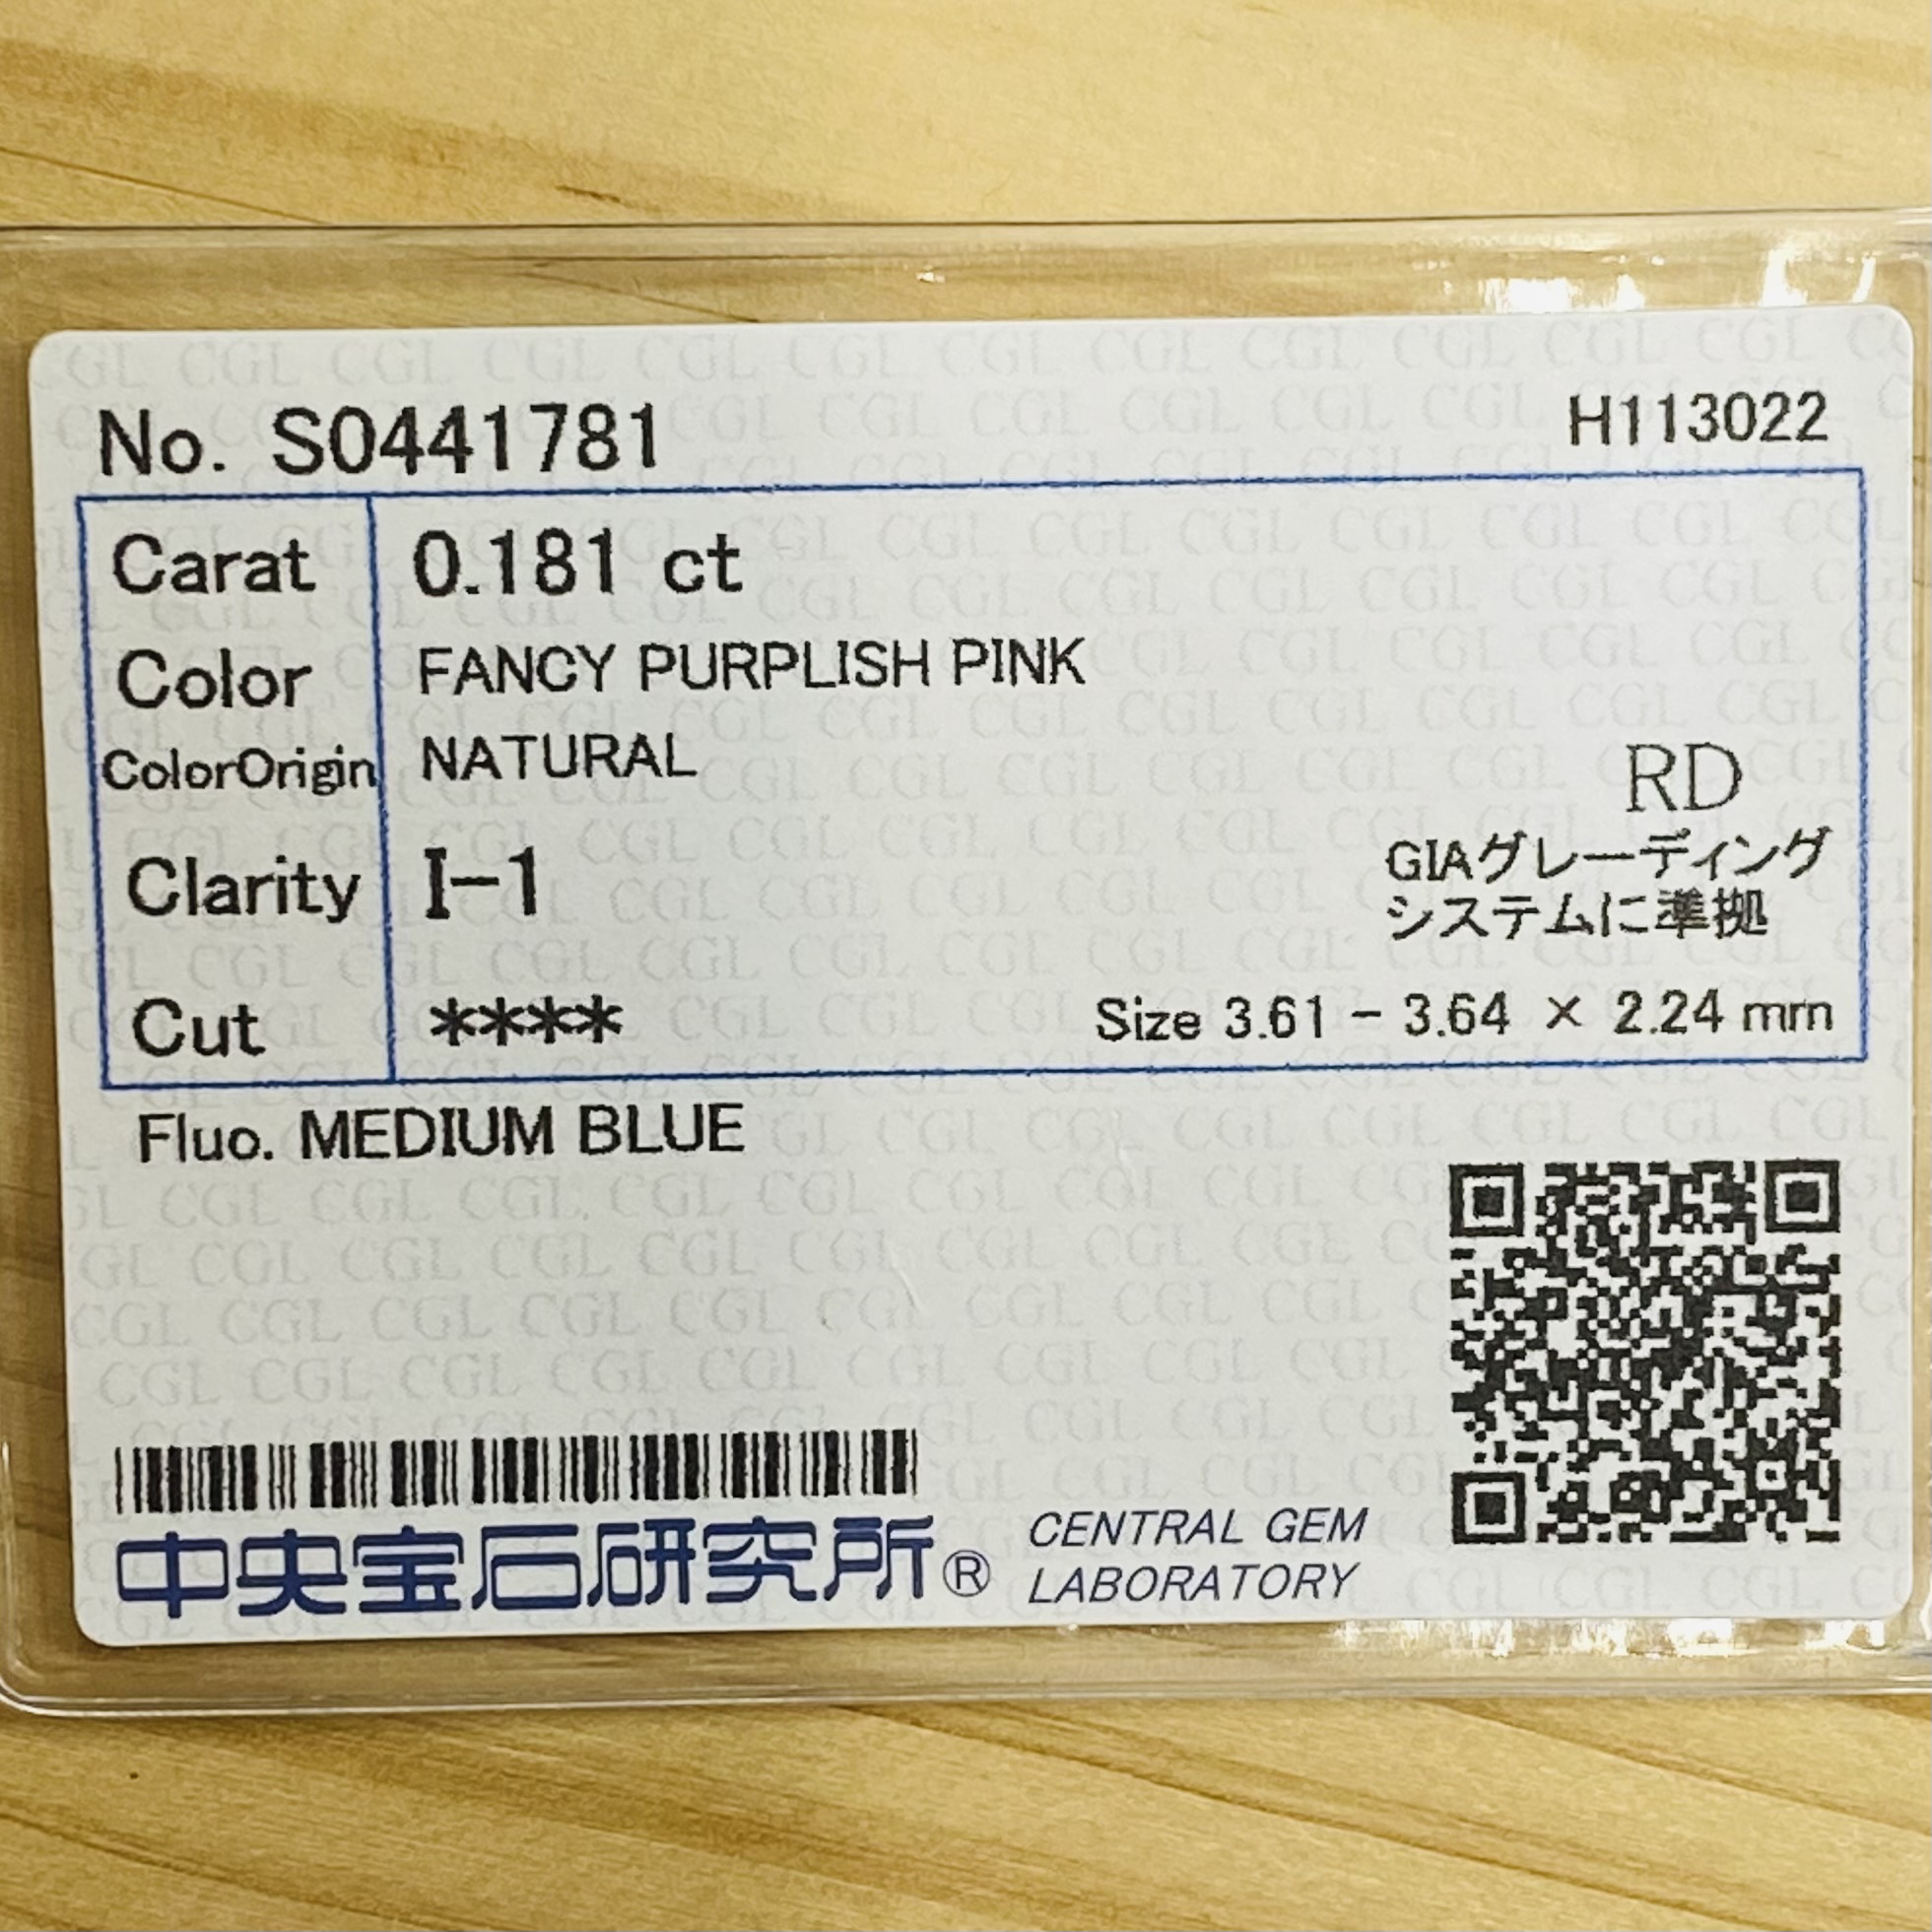 No. S0441781
H113022
Carat 0.181 ct
Color FANCY PURPLISH PINK
ColorOrigin NATURAL
RD
Clarity I-1
GIAグレーディング
システムに準拠
Cut ****
Size 3.61 - 3.64 × 2.24 mm
Fluo. MEDIUM BLUE
中央宝石研究所®
CENTRAL GEM
LABORATORY